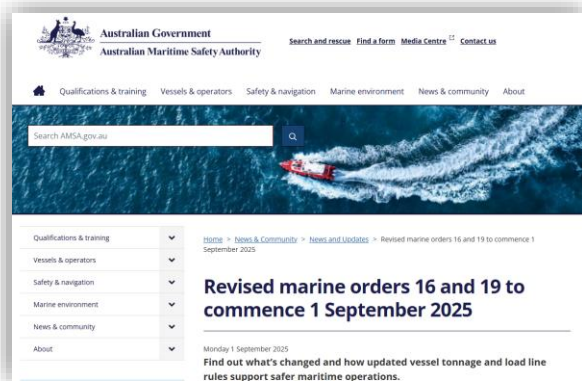 Australian Government
Australian Maritime Safety Authority
Search and rescue Find a form Media Centre Contact us
Qualifications & training Vessels & operators Safety & navigation Marine environment News & community About
Search AMSA.gov.au
Qualifications & training
Vessels & operators
Safety & navigation
Marine environment
News & community
About
Home > News & Community > News and Updates > Revised marine orders 16 and 19 to commence 1
September 2025
Revised marine orders 16 and 19 to
commence 1 September 2025
Monday 1 September 2025
Find out what's changed and how updated vessel tonnage and load line
rules support safer maritime operations.